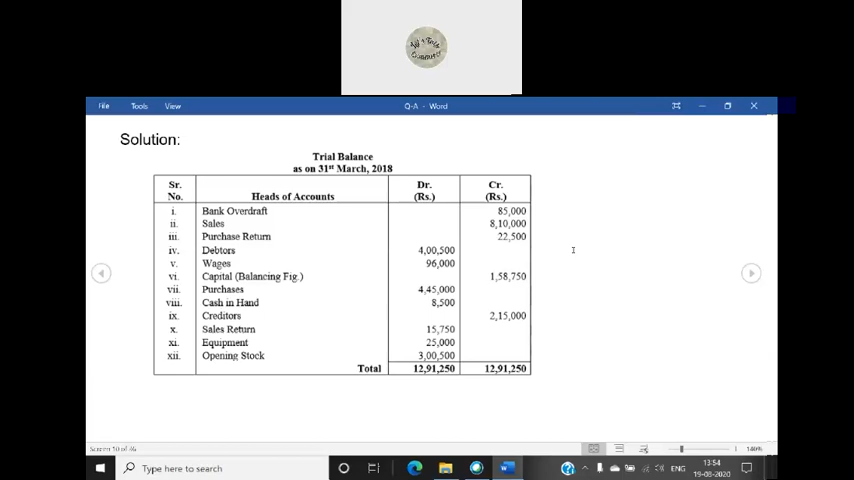 File Tools View Q-A - Word
Solution:
Trial Balance
as on 31st March, 2018
Sr. No. Heads of Accounts Dr. (Rs.) Cr. (Rs.)
i. Bank Overdraft 85,000
ii. Sales 8,10,000
iii. Purchase Return 22,500
iv. Debtors 4,00,500
v. Wages 96,000
vi. Capital (Balancing Fig.) 1,58,750
vii. Purchases 4,45,000
viii. Cash in Hand 8,500
ix. Creditors 2,15,000
x. Sales Return 15,750
xi. Equipment 25,000
xii. Opening Stock 3,00,500
Total 12,91,250 12,91,250
140%
Type here to search
ENG
13:54
19-08-2020